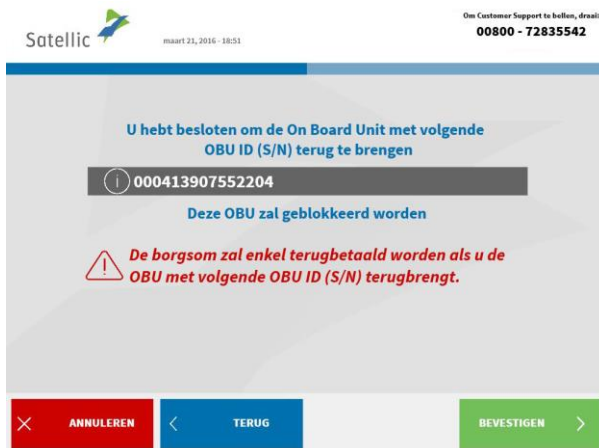 Satellic
maart 21, 2016 - 18:51
Om Customer Support te bellen, draai:
00800 - 72835542
U hebt besloten om de On Board Unit met volgende
OBU ID (S/N) terug te brengen
000413907552204
Deze OBU zal geblokkeerd worden
De borgsom zal enkel terugbetaald worden als u de
OBU met volgende OBU ID (S/N) terugbrengt.
ANNULEREN
TERUG
BEVESTIGEN